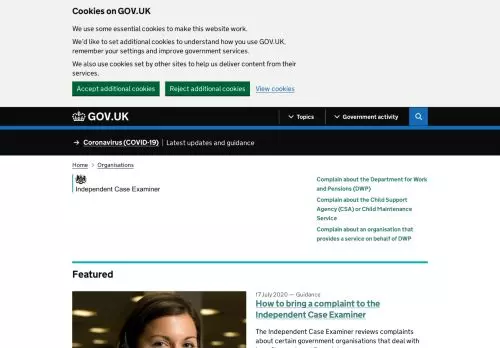 Cookies on GOV.UK
We use some essential cookies to make this website work.
We'd like to set additional cookies to understand how you use GOV.UK,
remember your settings and improve government services.
We also use cookies set by other sites to help us deliver content from their
services.
Accept additional cookies Reject additional cookies View cookies
GOV.UK Topics Government activity
→ Coronavirus (COVID-19) Latest updates and guidance
Home Organisations
Independent Case Examiner
Complain about the Department for Work
and Pensions (DWP)
Complain about the Child Support
Agency (CSA) or Child Maintenance
Service
Complain about an organisation that
provides a service on behalf of DWP
Featured
17 July 2020 — Guidance
How to bring a complaint to the
Independent Case Examiner
The Independent Case Examiner reviews complaints
about certain government organisations that deal with